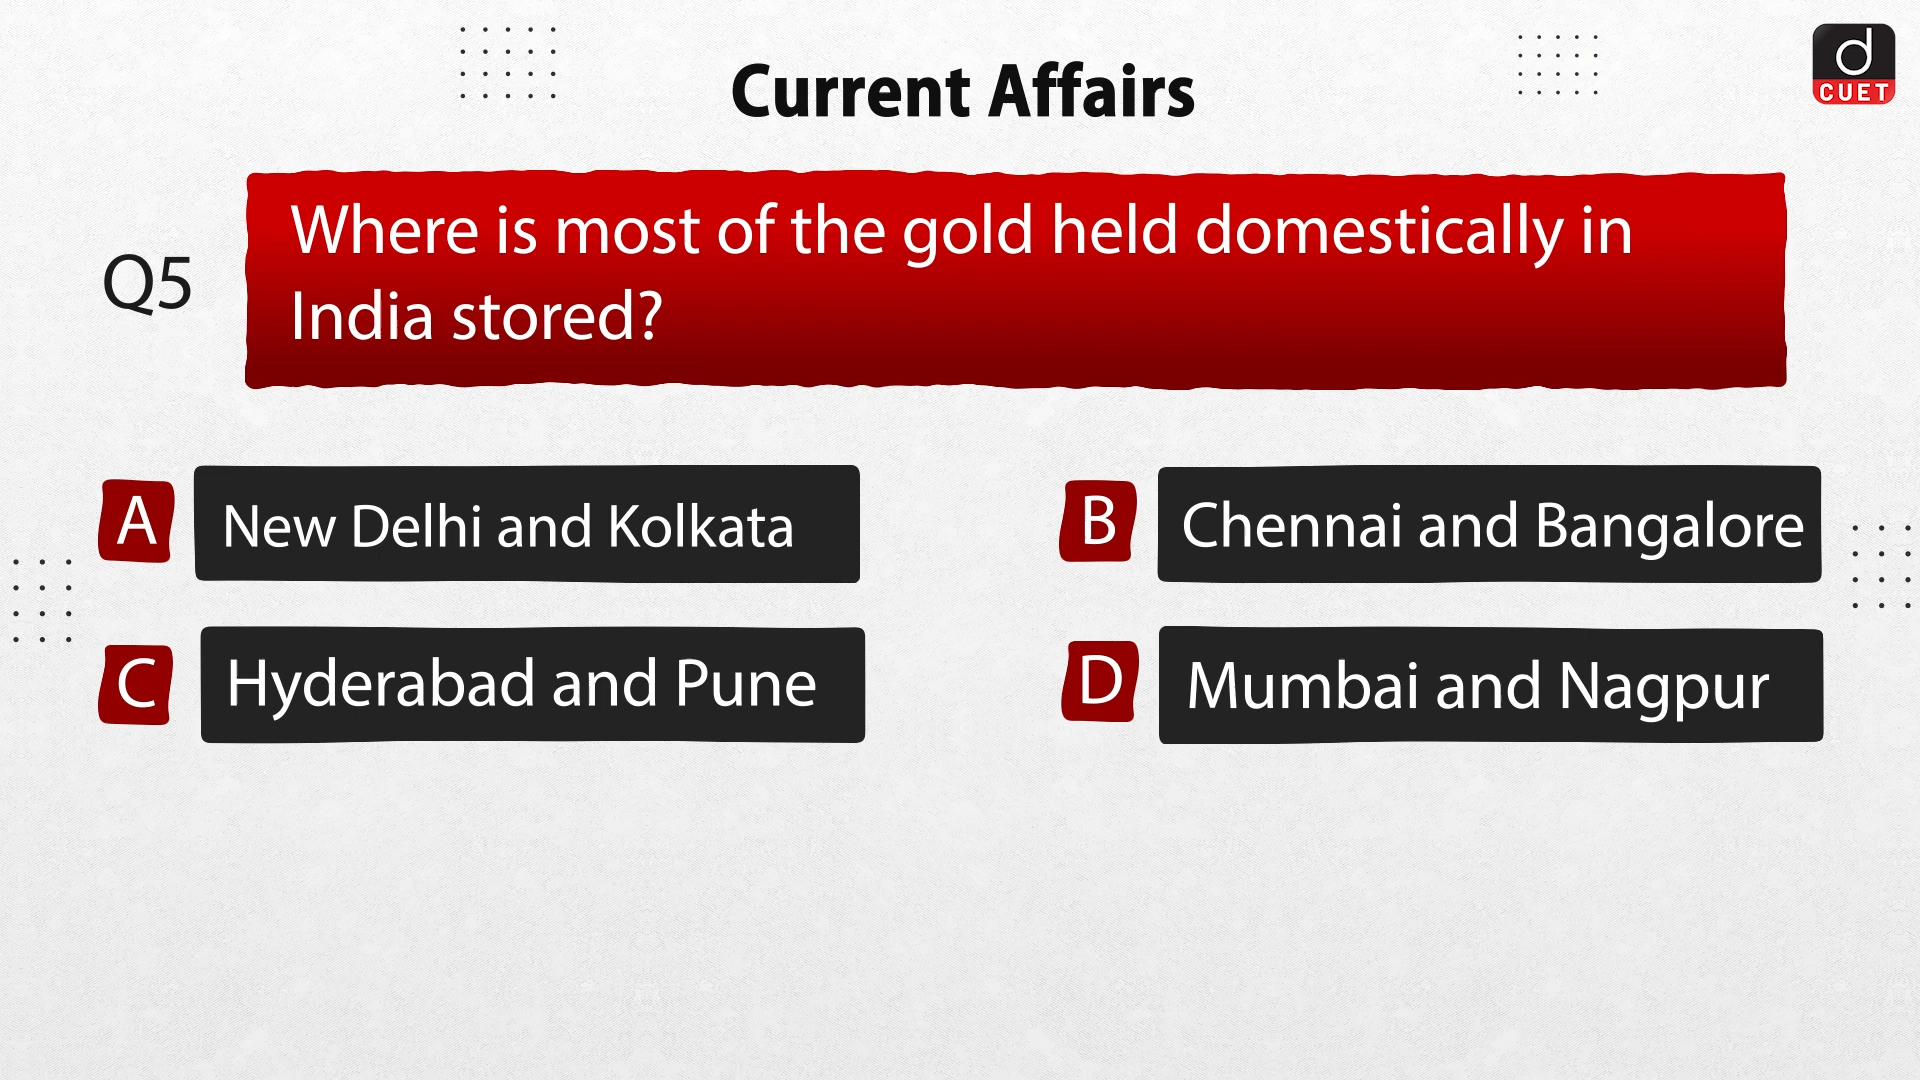 Current Affairs
d
CUET
Q5
Where is most of the gold held domestically in
India stored?
A
New Delhi and Kolkata
B
Chennai and Bangalore
C
Hyderabad and Pune
D
Mumbai and Nagpur